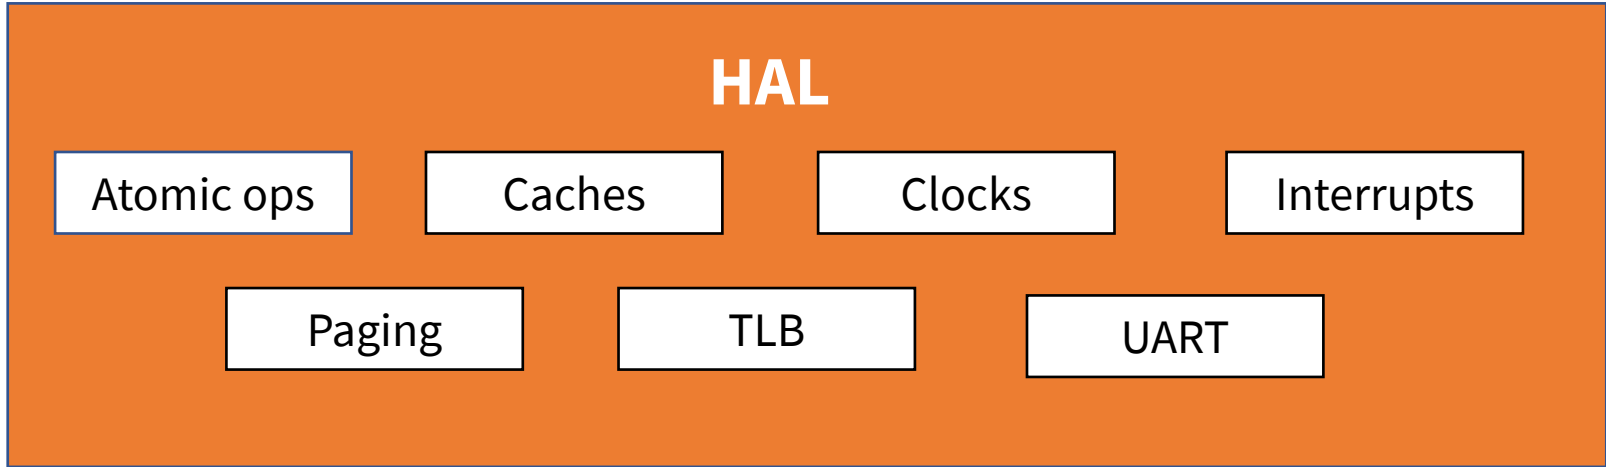 HAL
Atomic ops
Caches
Clocks
Interrupts
Paging
TLB
UART